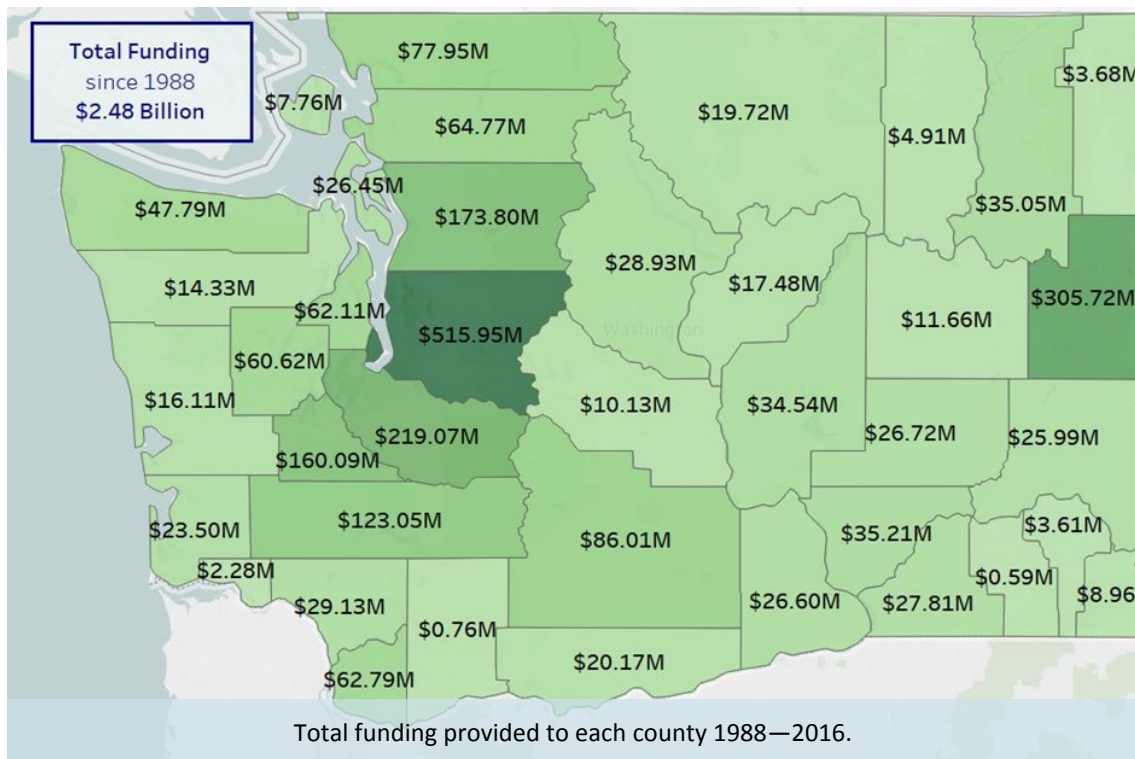 Total Funding
since 1988
$2.48 Billion
$77.95M
$3.68M
$7.76M
$19.72M
$64.77M
$4.91M
$26.45M
$35.05M
$47.79M
$173.80M
$28.93M
$17.48M
$14.33M
$305.72M
$62.11M
$11.66M
Washington
$515.95M
$60.62M
$16.11M
$10.13M
$34.54M
$219.07M
$26.72M
$25.99M
$160.09M
$123.05M
$3.61M
$23.50M
$86.01M
$35.21M
$2.28M
$0.59M
$29.13M
$26.60M
$27.81M
$8.96
$0.76M
$20.17M
$62.79M
Total funding provided to each county 1988—2016.